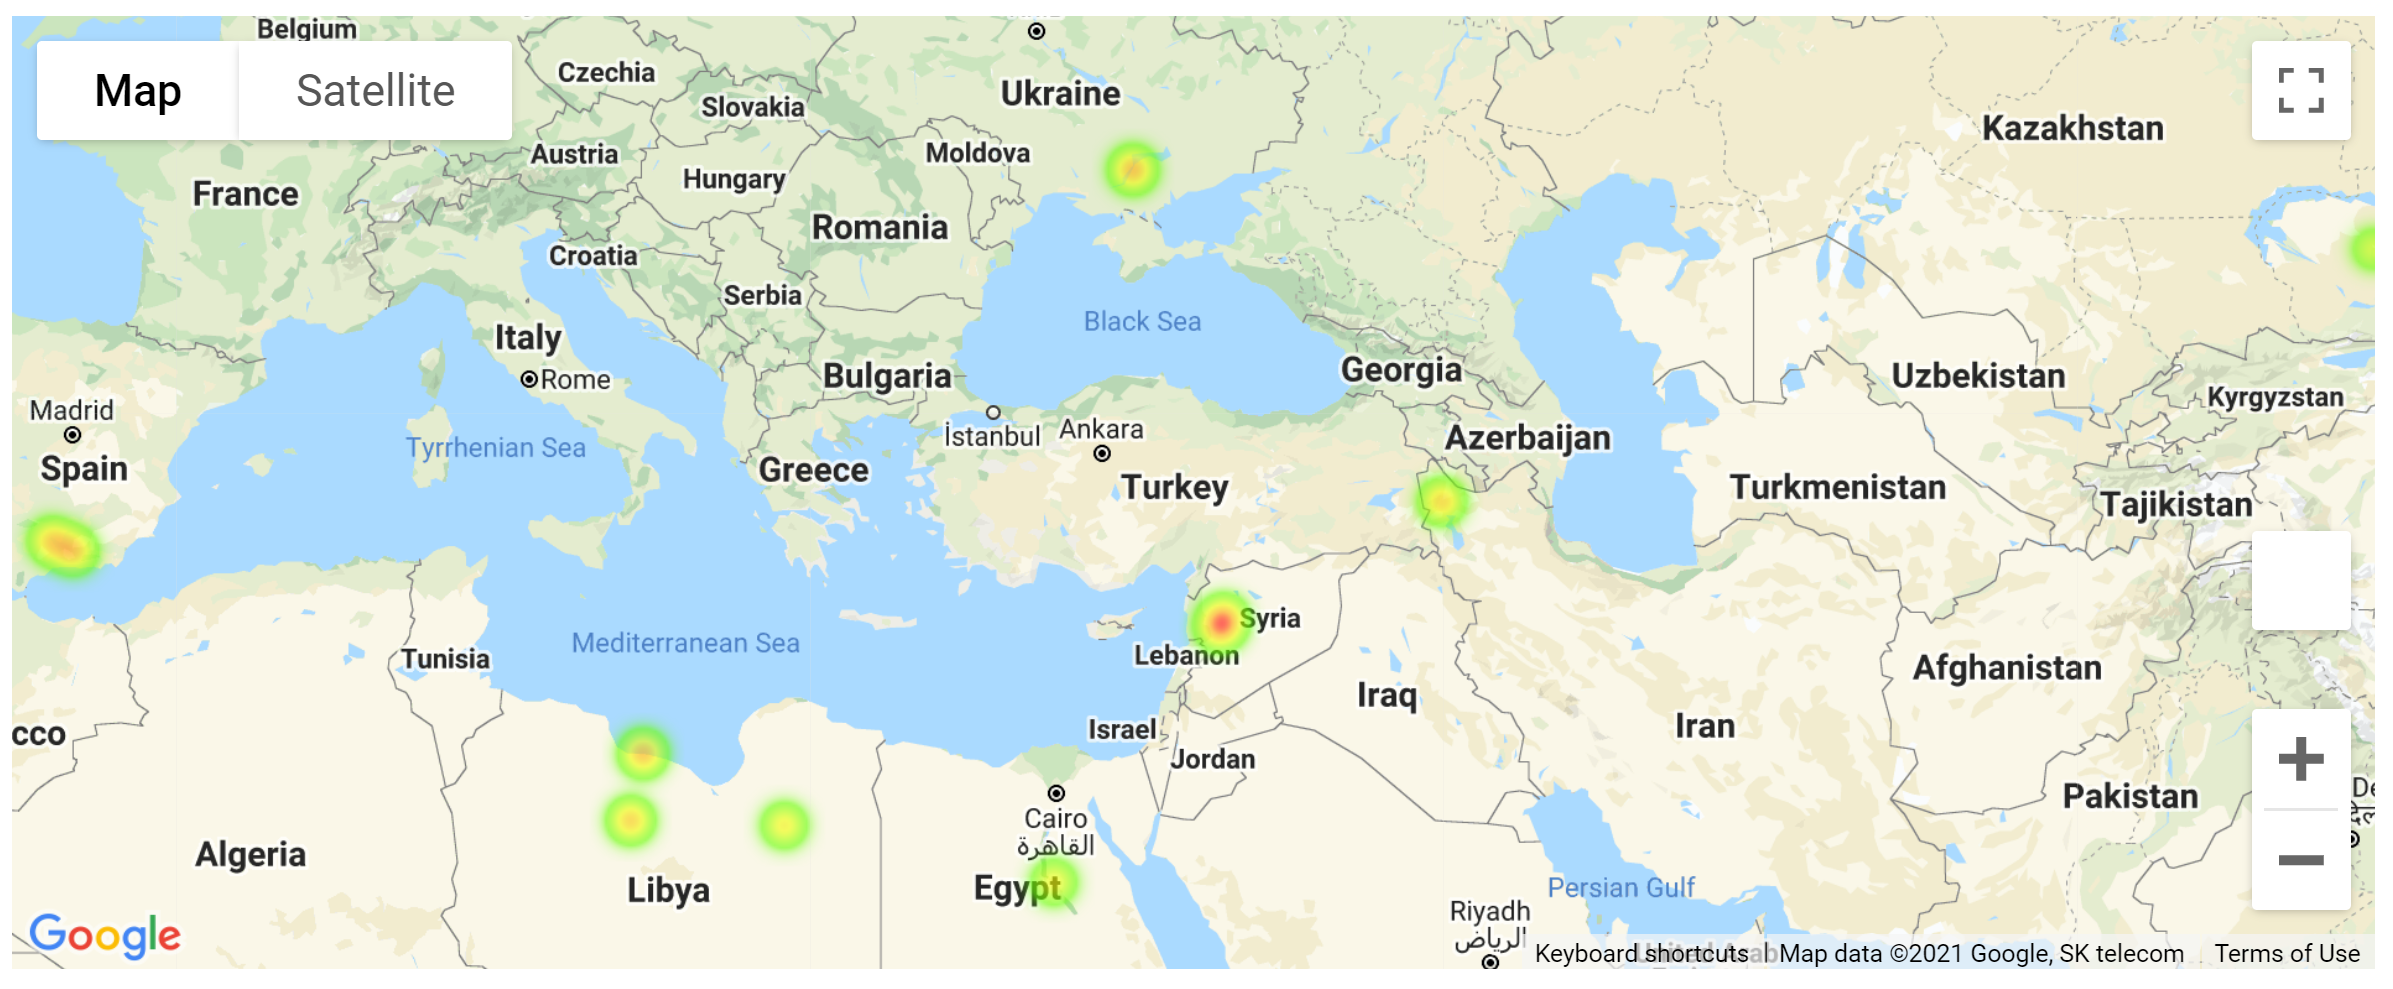 Belgium
Map
Satellite
Czechia
Slovakia
Ukraine
Kazakhstan
Austria
Moldova
France
Hungary
Romania
Croatia
Serbia
Black Sea
Italy
Rome
Bulgaria
Georgia
Uzbekistan
Kyrgyzstan
Madrid
Spain
Tyrrhenian Sea
İstanbul
Ankara
Azerbaijan
Greece
Turkey
Turkmenistan
Tajikistan
Syria
Mediterranean Sea
Tunisia
Lebanon
Afghanistan
Iraq
Iran
cco
Israel
Jordan
Pakistan
De
Cairo
القاهرة
Algeria
Libya
Egypt
Persian Gulf
Riyadh
الرياض
Google
United Arab
Keyboard shortcuts
Map data ©2021 Google, SK telecom
Terms of Use